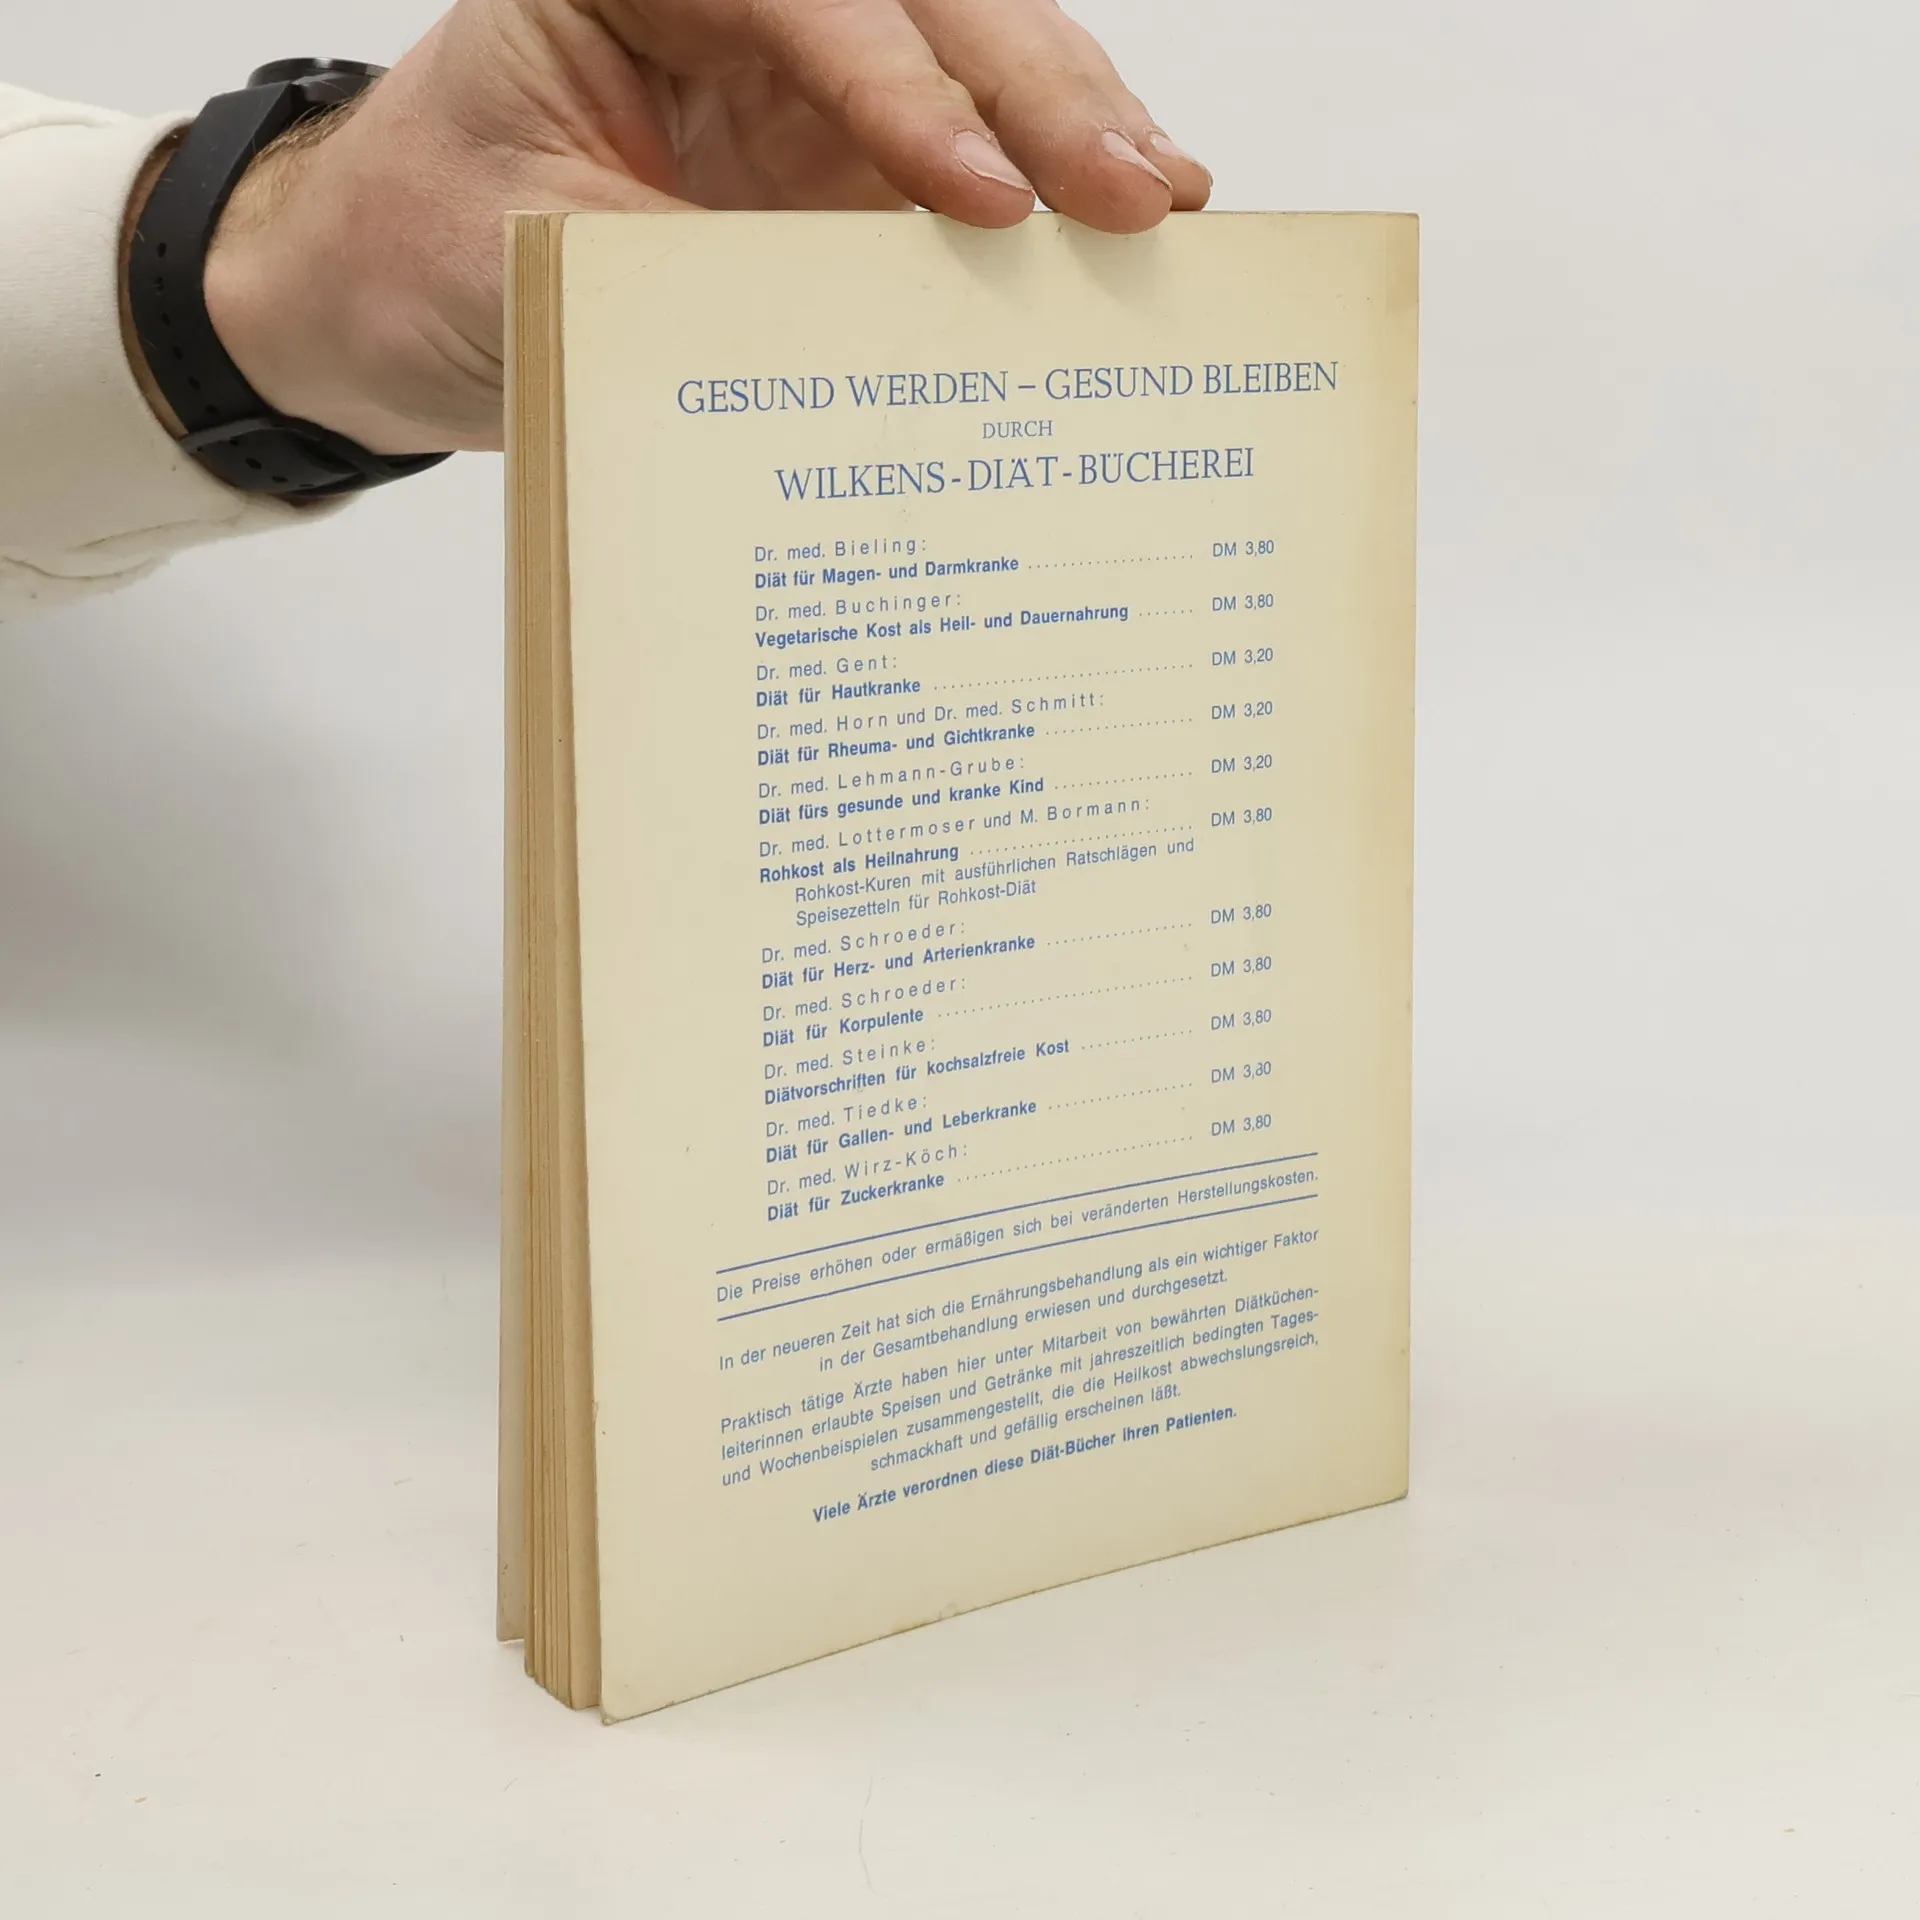 GESUND WERDEN – GESUND BLEIBEN
DURCH
WILKENS-DIÄT-BÜCHEREI
Dr. med. Bieling:
Diät für Magen- und Darmkranke .................... DM 3,80
Dr. med. Buchinger:
Vegetarische Kost als Heil- und Dauernahrung ....... DM 3,80
Dr. med. Gent:
Diät für Hautkranke ................................ DM 3,20
Dr. med. Horn und Dr. med. Schmitt:
Diät für Rheuma- und Gichtkranke .................. DM 3,20
Dr. med. Lehmann-Grube:
Diät fürs gesunde und kranke Kind ................. DM 3,20
Dr. med. Lottermoser und M. Bormann:
Rohkost als Heilnahrung ........................... DM 3,80
Rohkost-Kuren mit ausführlichen Ratschlägen und
Speisezetteln für Rohkost-Diät
Dr. med. Schroeder:
Diät für Herz- und Arterienkranke .................. DM 3,80
Dr. med. Schroeder:
Diät für Korpulente ............................... DM 3,80
Dr. med. Steinke:
Diätvorschriften für kochsalzfreie Kost .............. DM 3,80
Dr. med. Tiedke:
Diät für Gallen- und Leberkranke .................. DM 3,80
Dr. med. Wirz-Köch:
Diät für Zuckerkranke ............................. DM 3,80
Die Preise erhöhen oder ermäßigen sich bei veränderten Herstellungskosten.
In der neueren Zeit hat sich die Ernährungsbehandlung als ein wichtiger Faktor
in der Gesamtbehandlung erwiesen und durchgesetzt.
Praktisch tätige Ärzte haben hier unter Mitarbeit von bewährten Diätküchen-
leiterinnen erlaubte Speisen und Getränke mit jahreszeitlich bedingten Tages-
und Wochenbeispielen zusammengestellt, die die Heilkost abwechslungsreich,
schmackhaft und gefällig erscheinen läßt.
Viele Ärzte verordnen diese Diät-Bücher ihren Patienten.